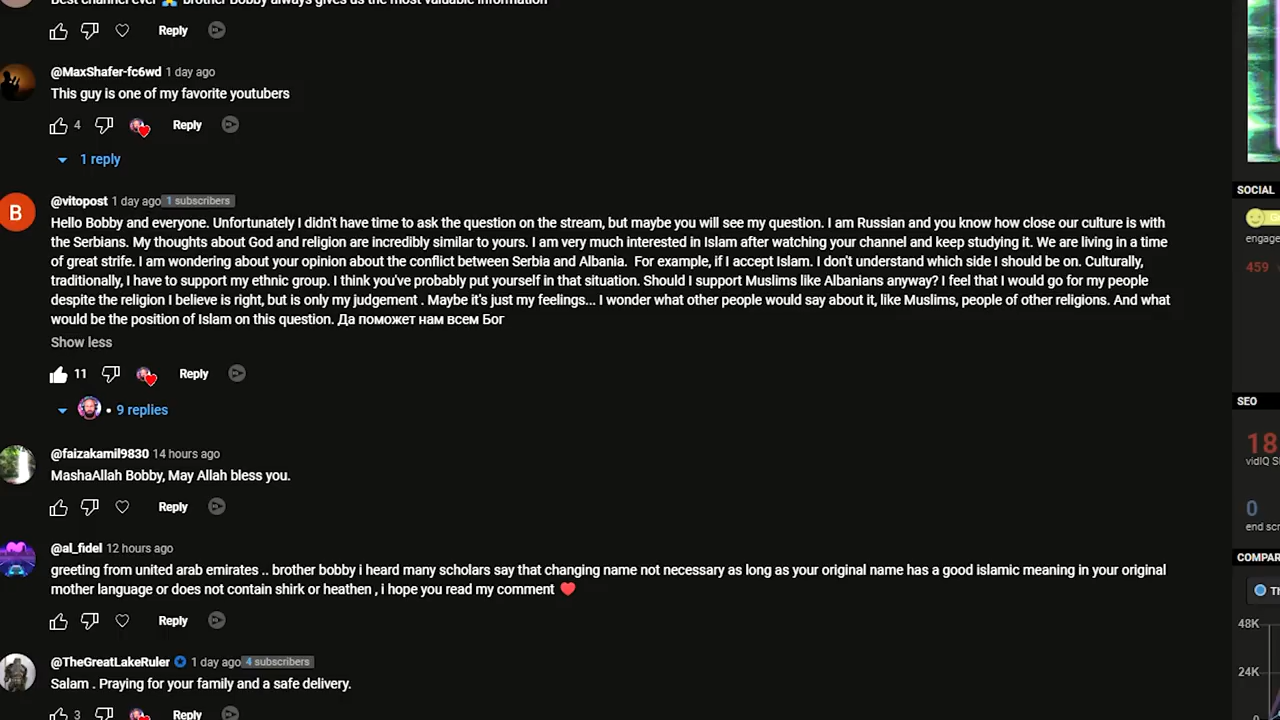 Best channel ever 🙏 brother Bobby always gives us the most valuable information
Reply
@MaxShafer-fc6wd 1 day ago
This guy is one of my favorite youtubers
4 Reply
1 reply
B
@vitopost 1 day ago 1 subscribers
Hello Bobby and everyone. Unfortunately I didn't have time to ask the question on the stream, but maybe you will see my question. I am Russian and you know how close our culture is with
the Serbians. My thoughts about God and religion are incredibly similar to yours. I am very much interested in Islam after watching your channel and keep studying it. We are living in a time
of great strife. I am wondering about your opinion about the conflict between Serbia and Albania.  For example, if I accept Islam. I don't understand which side I should be on. Culturally,
traditionally, I have to support my ethnic group. I think you've probably put yourself in that situation. Should I support Muslims like Albanians anyway? I feel that I would go for my people
despite the religion I believe is right, but is only my judgement . Maybe it's just my feelings... I wonder what other people would say about it, like Muslims, people of other religions. And what
would be the position of Islam on this question. Да поможет нам всем Бог
Show less
11 Reply
• 9 replies
@faizakamil9830 14 hours ago
MashaAllah Bobby, May Allah bless you.
Reply
@al_fidel 12 hours ago
greeting from united arab emirates .. brother bobby i heard many scholars say that changing name not necessary as long as your original name has a good islamic meaning in your original
mother language or does not contain shirk or heathen , i hope you read my comment ❤️
Reply
@TheGreatLakeRuler 1 day ago 4 subscribers
Salam . Praying for your family and a safe delivery.
3 Reply
SOCIAL
engage
459
SEO
18
vidIQ S
0
end scr
COMPAR
48K
24K